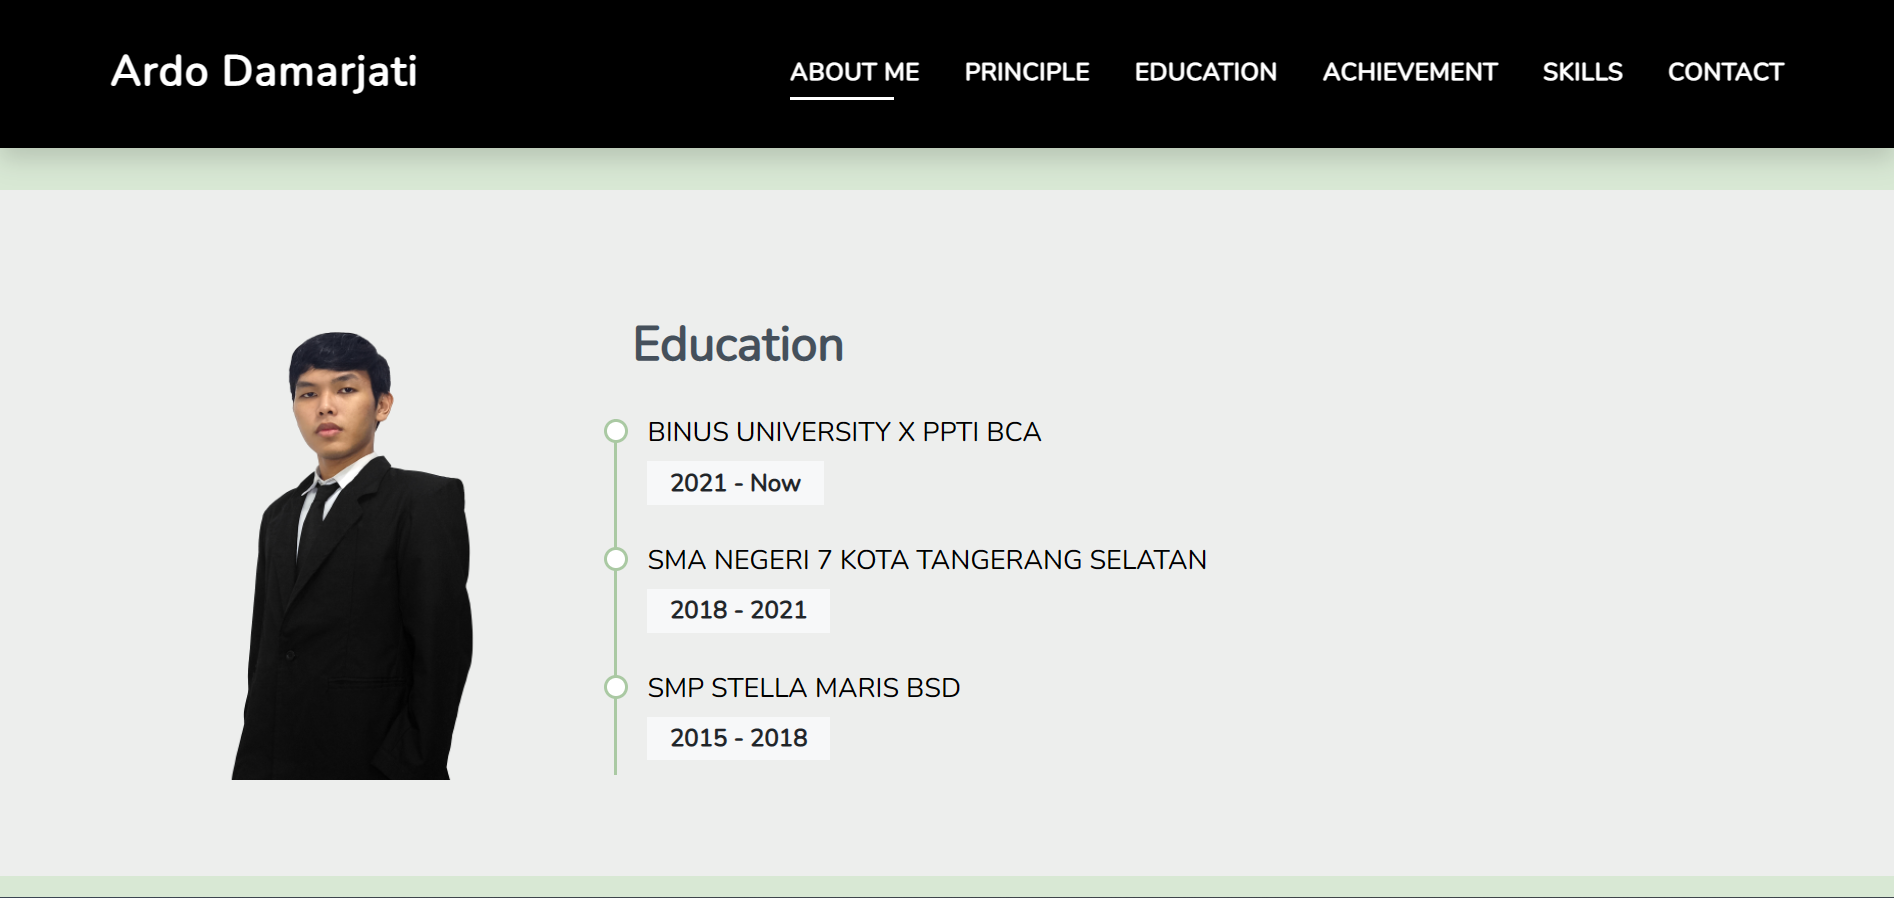 Ardo Damarjati
ABOUT ME PRINCIPLE EDUCATION ACHIEVEMENT SKILLS CONTACT
Education
BINUS UNIVERSITY X PPTI BCA
2021 - Now
SMA NEGERI 7 KOTA TANGERANG SELATAN
2018 - 2021
SMP STELLA MARIS BSD
2015 - 2018